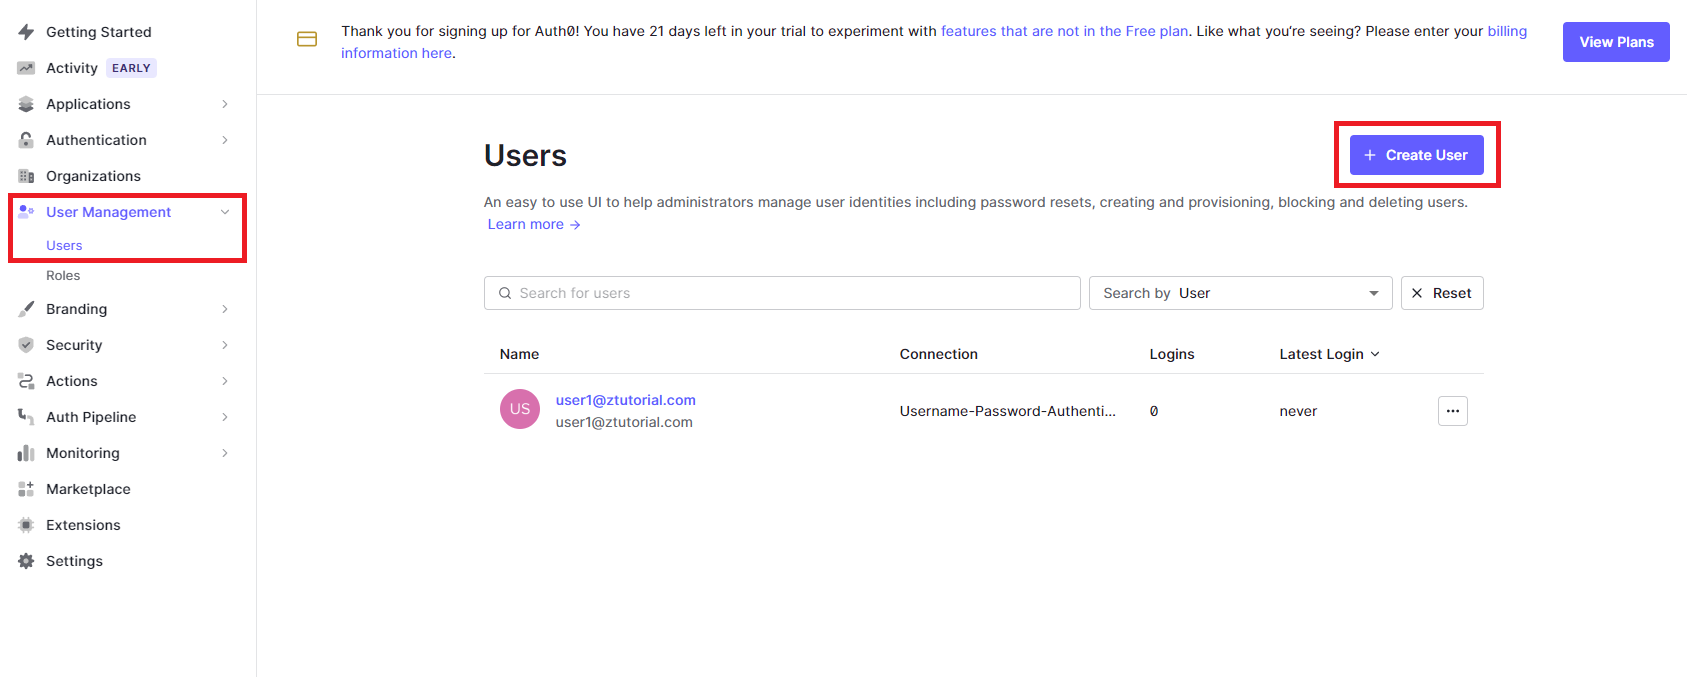 Getting Started
Activity EARLY
Applications
Authentication
Organizations
User Management
Users
Roles
Branding
Security
Actions
Auth Pipeline
Monitoring
Marketplace
Extensions
Settings
Thank you for signing up for Auth0! You have 21 days left in your trial to experiment with features that are not in the Free plan. Like what you're seeing? Please enter your billing
information here.
View Plans
Users
+ Create User
An easy to use UI to help administrators manage user identities including password resets, creating and provisioning, blocking and deleting users.
Learn more →
Search for users
Search by User
Reset
Name Connection Logins Latest Login
US
user1@ztutorial.com
user1@ztutorial.com
Username-Password-Authenti... 0 never